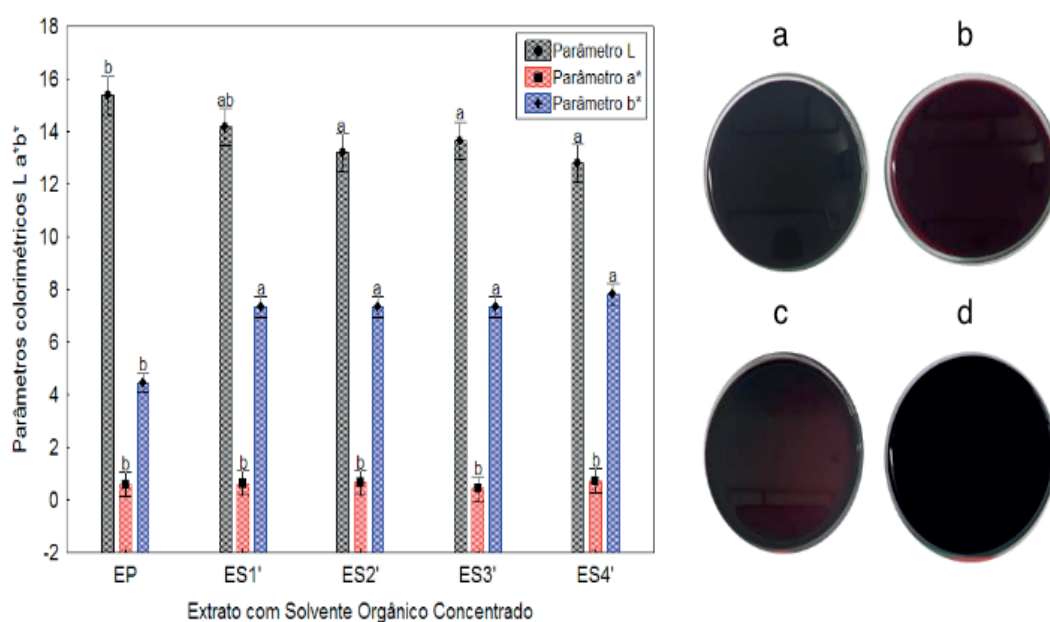 Parâmetros colorimétricos L a*b*
18
16
14
12
10
8
6
4
2
0
-2
Parâmetro L
Parâmetro a*
Parâmetro b*
b
b
b
ab
b
a
a
b
a
a
b
a
a
b
a
EP
ES1'
ES2'
ES3'
ES4'
Extrato com Solvente Orgânico Concentrado
a
b
c
d